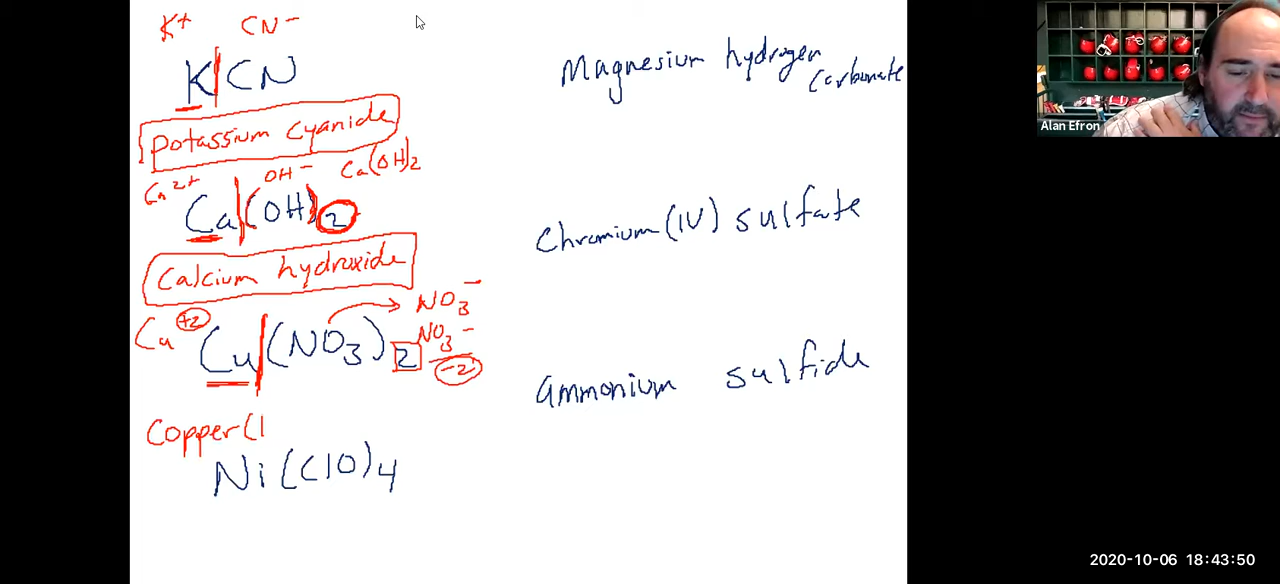 K+ CN−
K|CN
Potassium cyanide
Ca2+ OH− Ca(OH)2
Ca|(OH)2
Calcium hydroxide
NO3−
Cu +2 NO3−
Cu|(NO3)2 -2
Copper(I
Ni(ClO)4
Magnesium hydrogen
carbonate
Chromium(IV) sulfate
ammonium sulfide
Alan Efron
2020-10-06 18:43:50